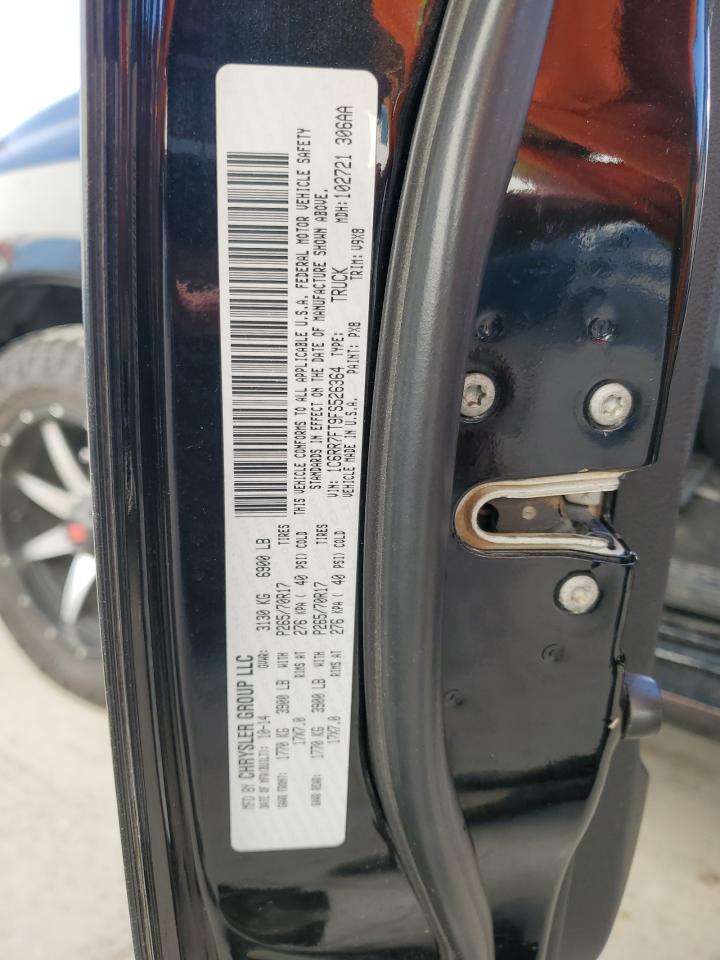 MFD BY CHRYSLER GROUP LLC
DATE OF MFR(BUILT): 10-14 GVWR: 3130 KG 6900 LB
GAWR FRONT: 1770 KG 3900 LB WITH P265/70R17 TIRES
17X7.0 RIMS AT 276 KPA ( 40 PSI) COLD
GAWR REAR: 1770 KG 3900 LB WITH P265/70R17 TIRES
17X7.0 RIMS AT 276 KPA ( 40 PSI) COLD
THIS VEHICLE CONFORMS TO ALL APPLICABLE U.S.A. FEDERAL MOTOR VEHICLE SAFETY
STANDARDS IN EFFECT ON THE DATE OF MANUFACTURE SHOWN ABOVE.
VIN: 1C6RR7FT9FS526364 TYPE: TRUCK MDH: 102721 306AA
VEHICLE MADE IN U.S.A. PAINT: PX8 TRIM: V9X8